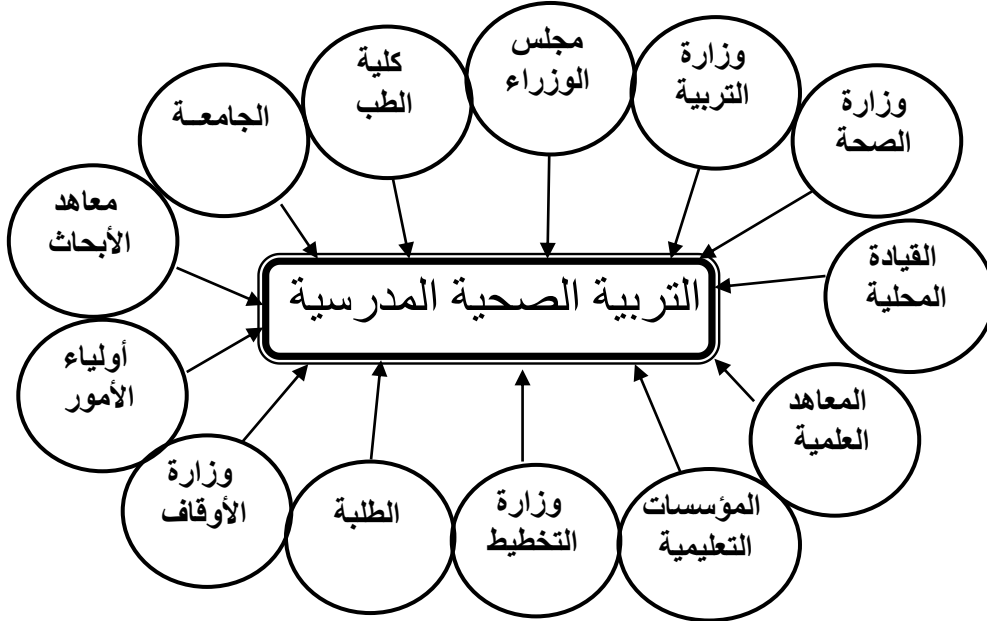 مجلس
الوزراء
وزارة
التربية
وزارة
الصحة
القيادة
المحلية
المعاهد
العلمية
المؤسسات
التعليمية
وزارة
التخطيط
الطلبة
وزارة
الأوقاف
أولياء
الأمور
معاهد
الأبحاث
الجامعــة
كلية
الطب
التربية الصحية المدرسية